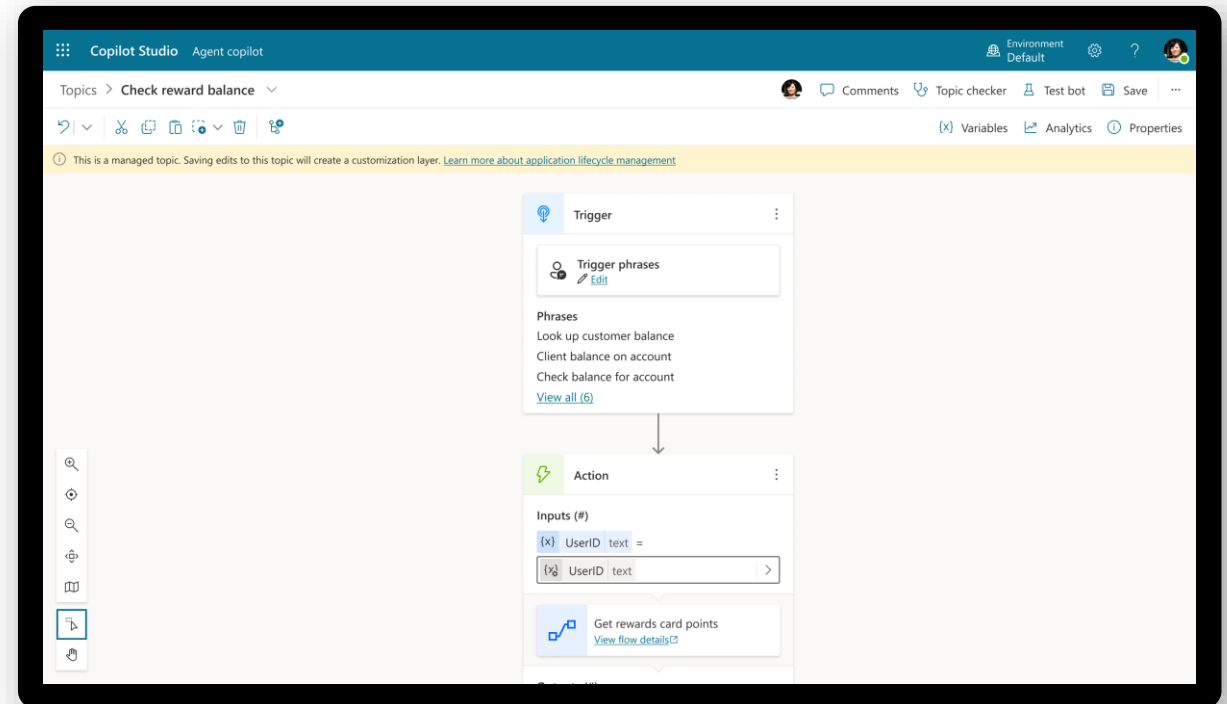 Copilot Studio Agent copilot
Environment
Default
?
Topics > Check reward balance
Comments Topic checker Test bot Save ...
{x} Variables Analytics Properties
This is a managed topic. Saving edits to this topic will create a customization layer. Learn more about application lifecycle management
Trigger
Trigger phrases
Edit
Phrases
Look up customer balance
Client balance on account
Check balance for account
View all (6)
Action
Inputs (#)
{x} UserID text =
{x} UserID text
Get rewards card points
View flow details